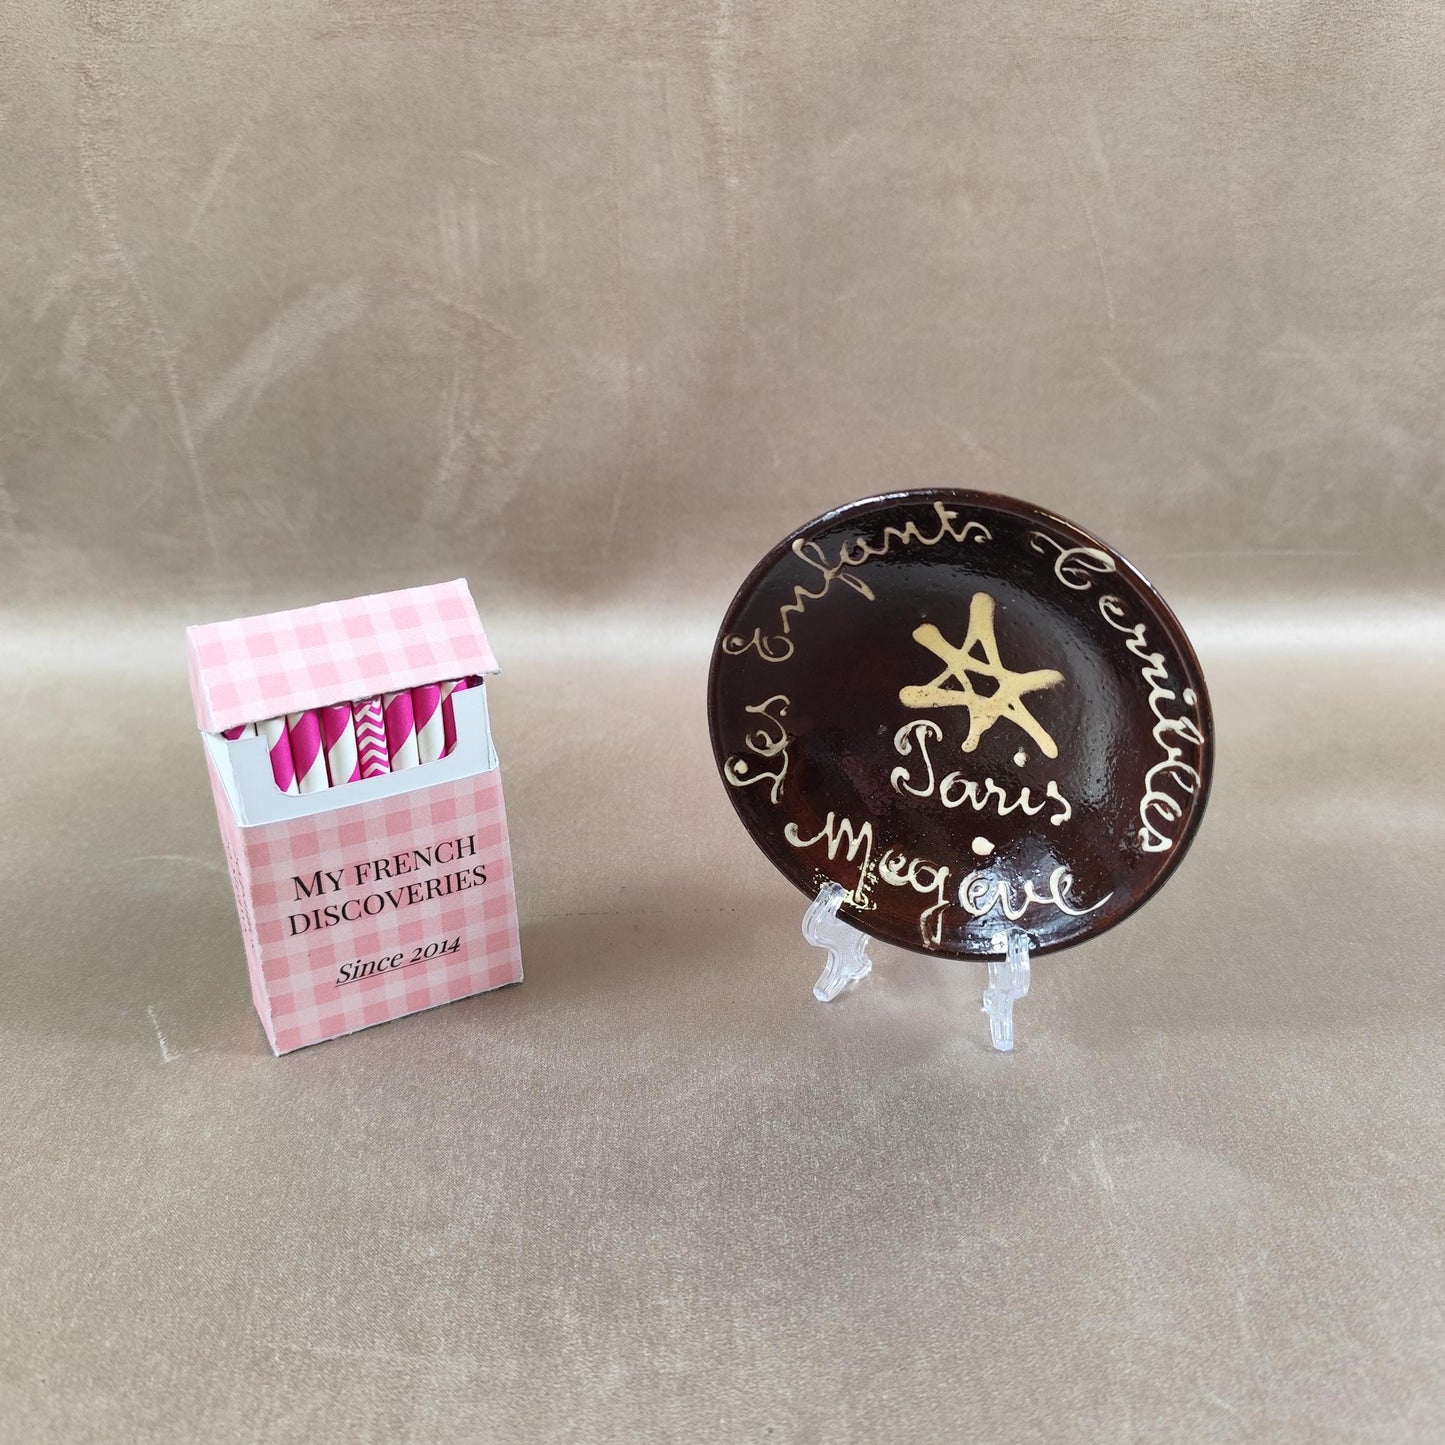 MY FRENCH
DISCOVERIES
Since 2014
Les Enfants Terribles
Paris
Megève